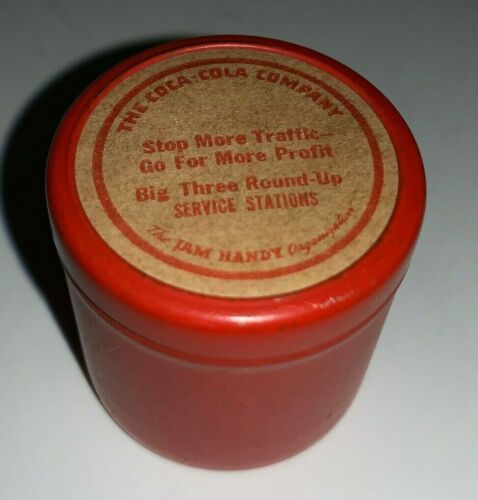 THE COCA-COLA COMPANY
Stop More Traffic—
Go For More Profit
Big Three Round-Up
SERVICE STATIONS
The JAM HANDY Organization